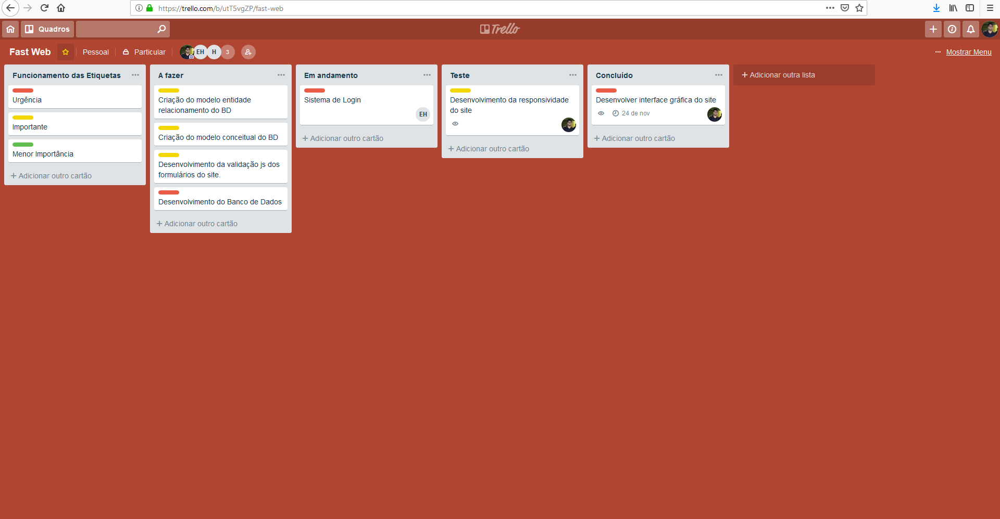 https://trello.com/b/utT5vgZP/fast-web
Quadros
Trello
Fast Web
Pessoal
Particular
EH
H
3
Mostrar Menu
Funcionamento das Etiquetas
Urgência
Importante
Menor Importância
Adicionar outro cartão
A fazer
Criação do modelo entidade
relacionamento do BD
Criação do modelo conceitual do BD
Desenvolvimento da validação js dos
formulários do site.
Desenvolvimento do Banco de Dados
Adicionar outro cartão
Em andamento
Sistema de Login
EH
Adicionar outro cartão
Teste
Desenvolvimento da responsividade
do site
Adicionar outro cartão
Concluído
Desenvolver interface gráfica do site
24 de nov
Adicionar outro cartão
Adicionar outra lista